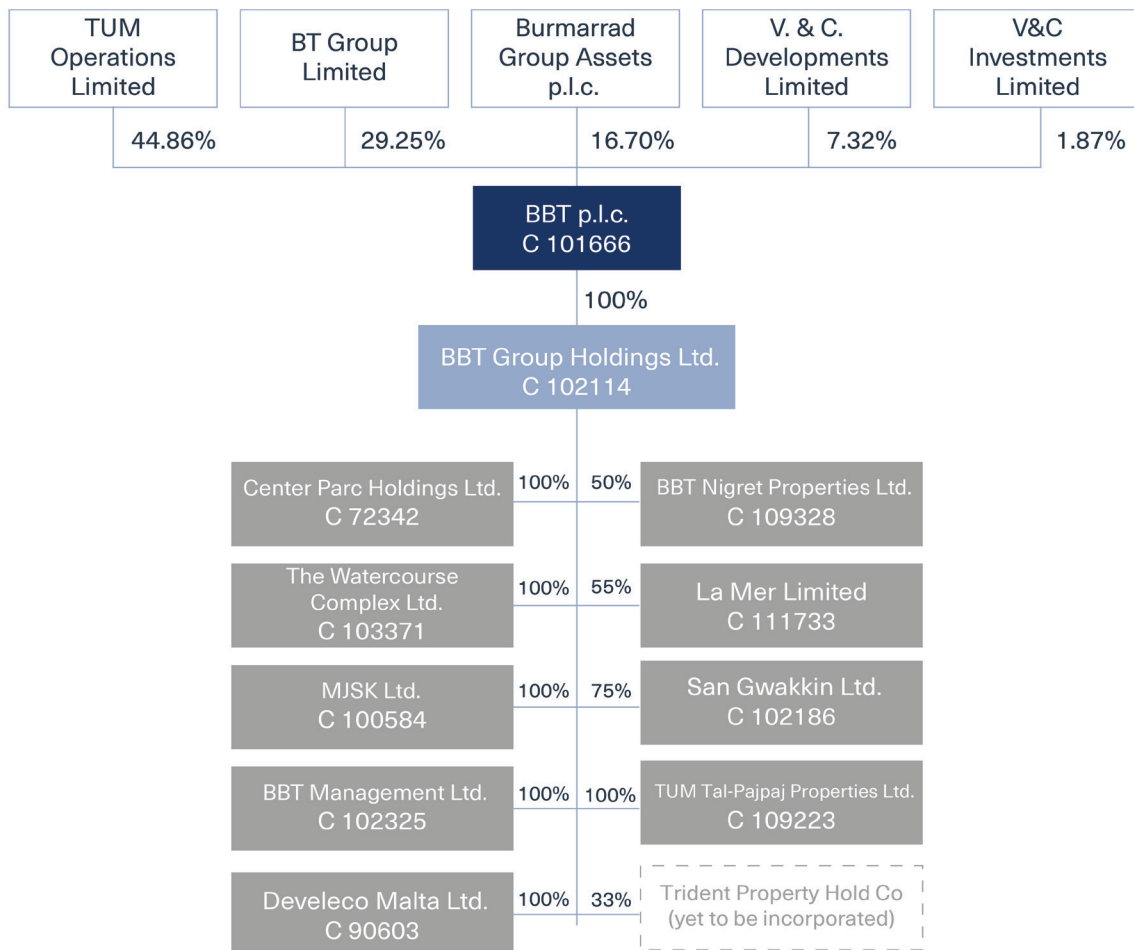 TUM
Operations
Limited
BT Group
Limited
Burmarrad
Group Assets
p.l.c.
V. & C.
Developments
Limited
V&C
Investments
Limited
44.86%
29.25%
16.70%
7.32%
1.87%
BBT p.l.c.
C 101666
100%
BBT Group Holdings Ltd.
C 102114
Center Parc Holdings Ltd.
C 72342
100%
50%
BBT Nigret Properties Ltd.
C 109328
The Watercourse
Complex Ltd.
C 103371
100%
55%
La Mer Limited
C 111733
MJSK Ltd.
C 100584
100%
75%
San Gwakkin Ltd.
C 102186
BBT Management Ltd.
C 102325
100%
100%
TUM Tal-Pajpaj Properties Ltd.
C 109223
Develeco Malta Ltd.
C 90603
100%
33%
Trident Property Hold Co
(yet to be incorporated)